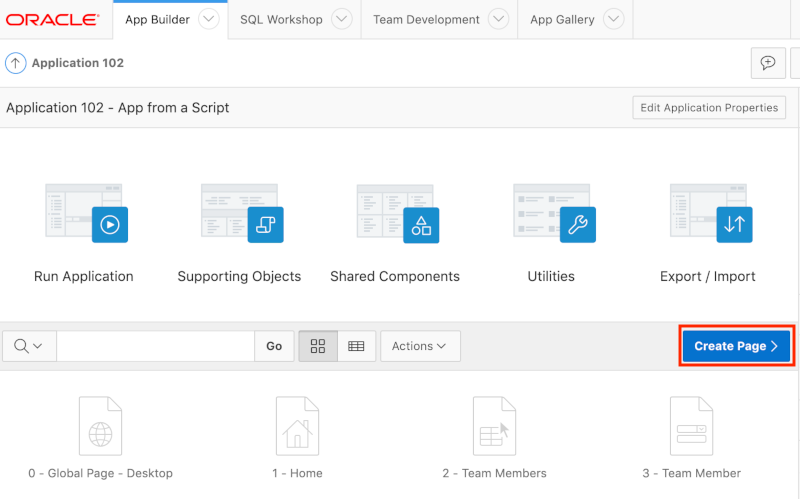 ORACLE®
App Builder
SQL Workshop
Team Development
App Gallery
Application 102
Application 102 - App from a Script
Edit Application Properties
Run Application
Supporting Objects
Shared Components
Utilities
Export / Import
Go
Actions
Create Page
0 - Global Page - Desktop
1 - Home
2 - Team Members
3 - Team Member